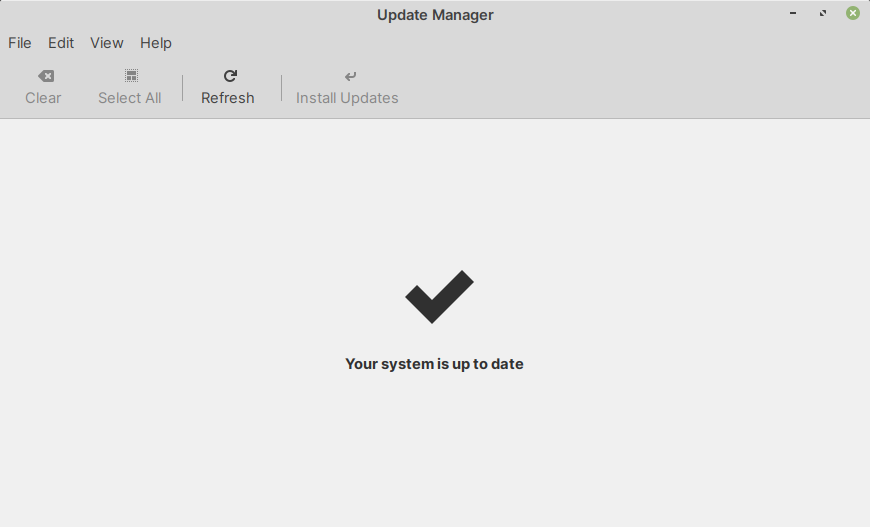 Update Manager
File Edit View Help
Clear Select All Refresh Install Updates
Your system is up to date